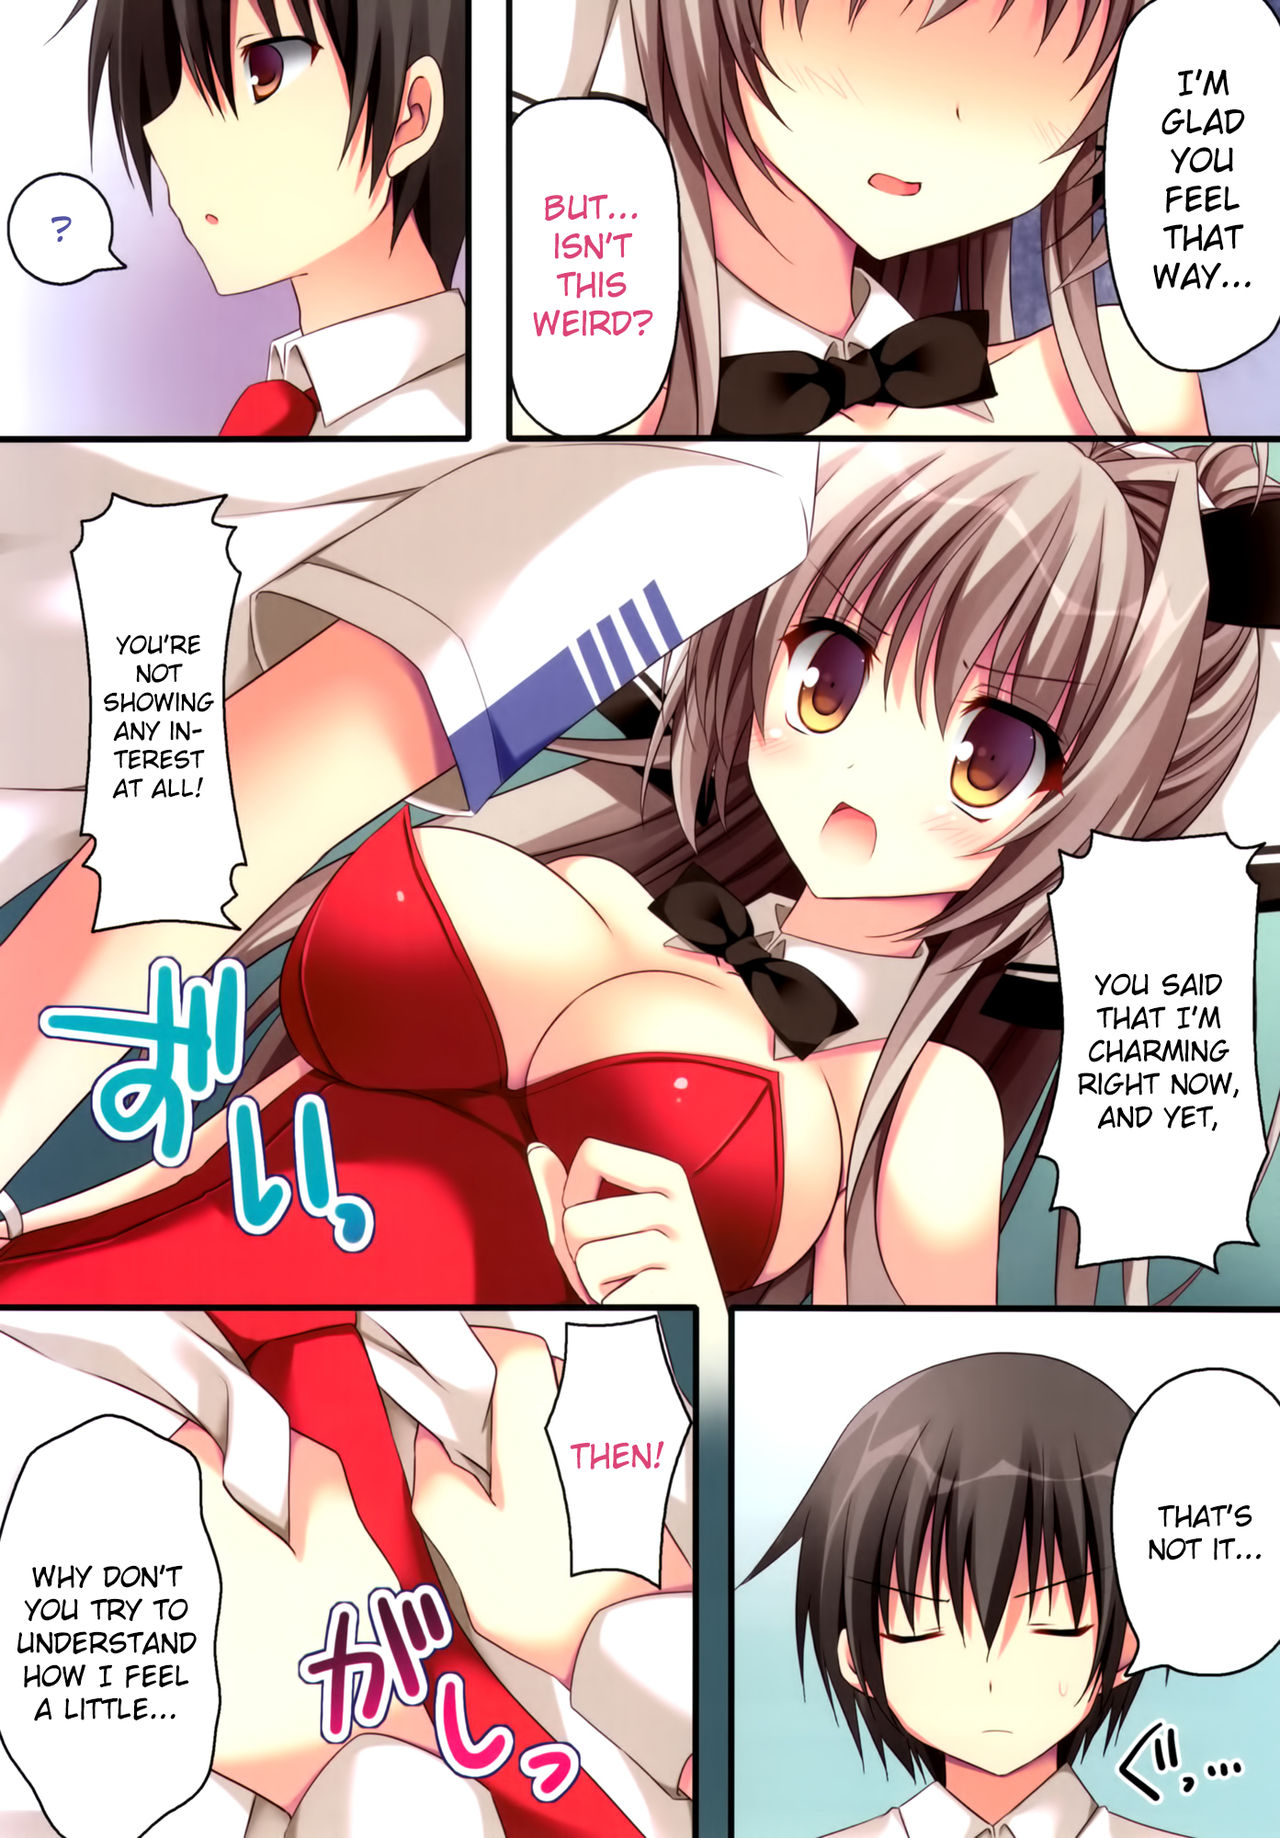 I'M
GLAD
YOU
FEEL
THAT
WAY...
BUT...
ISN'T
THIS
WEIRD?
?
YOU SAID
THAT I'M
CHARMING
RIGHT NOW,
AND YET,
YOU'RE
NOT
SHOWING
ANY IN-
TEREST
AT ALL!
ずいっ
THAT'S
NOT IT...
ぐ",...
THEN!
がしっ
WHY DON'T
YOU TRY TO
UNDERSTAND
HOW I FEEL
A LITTLE...